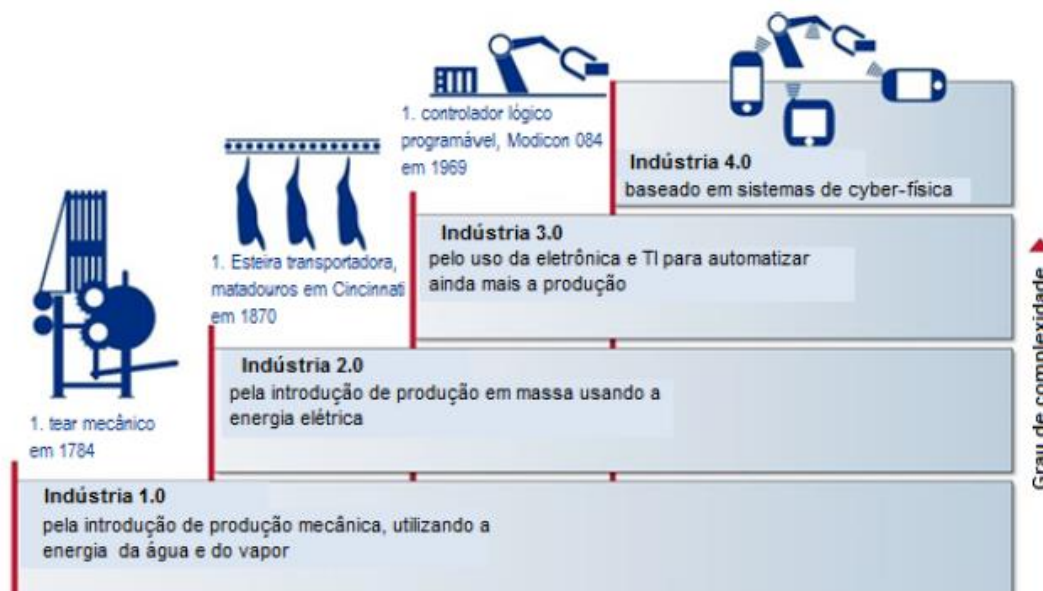 1. controlador lógico
programável, Modicon 084
em 1969
Indústria 4.0
baseado em sistemas de cyber-física
1. Esteira transportadora,
matadouros em Cincinnati
em 1870
Indústria 3.0
pelo uso da eletrônica e TI para automatizar
ainda mais a produção
1. tear mecânico
em 1784
Indústria 2.0
pela introdução de produção em massa usando a
energia elétrica
Indústria 1.0
pela introdução de produção mecânica, utilizando a
energia da água e do vapor
Grau de complexidade